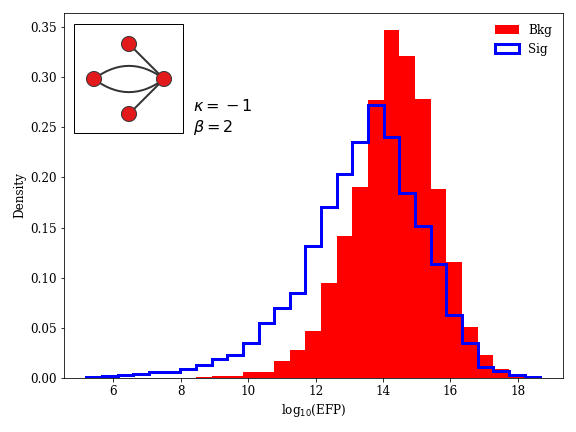 Bkg
Sig
κ = −1
β = 2
Density
0.35
0.30
0.25
0.20
0.15
0.10
0.05
0.00
6 8 10 12 14 16 18
log₁₀(EFP)